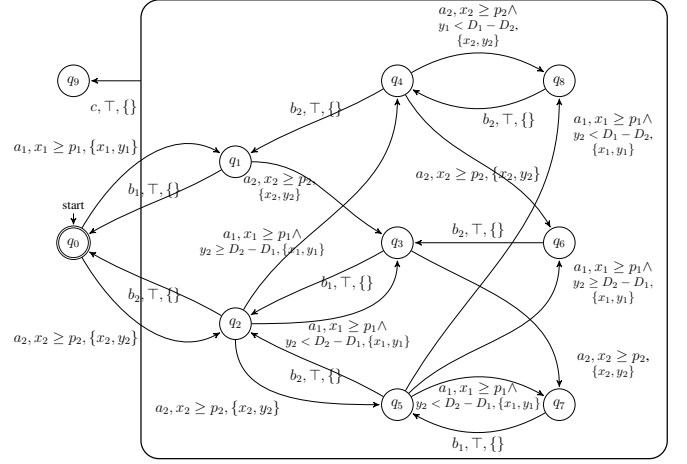 a₂, x₂ ≥ p₂∧
y₁ < D₁ − D₂,
{x₂, y₂}
q₉
q₄
q₈
c, ⊤, {}
b₂, ⊤, {}
b₂, ⊤, {}
a₁, x₁ ≥ p₁∧
y₂ < D₁ − D₂,
{x₁, y₁}
a₁, x₁ ≥ p₁, {x₁, y₁}
q₁
a₂, x₂ ≥ p₂,
{x₂, y₂}
a₂, x₂ ≥ p₂, {x₂, y₂}
b₁, ⊤, {}
start
q₀
a₁, x₁ ≥ p₁∧
y₂ ≥ D₂ − D₁, {x₁, y₁}
q₃
b₂, ⊤, {}
q₆
b₂, ⊤, {}
b₁, ⊤, {}
a₁, x₁ ≥ p₁∧
y₂ ≥ D₂ − D₁,
{x₁, y₁}
a₂, x₂ ≥ p₂, {x₂, y₂}
q₂
a₁, x₁ ≥ p₁∧
y₂ < D₂ − D₁, {x₁, y₁}
a₂, x₂ ≥ p₂,
{x₂, y₂}
b₂, ⊤, {}
a₂, x₂ ≥ p₂, {x₂, y₂}
q₅
a₁, x₁ ≥ p₁∧
y₂ < D₂ − D₁, {x₁, y₁}
q₇
b₁, ⊤, {}